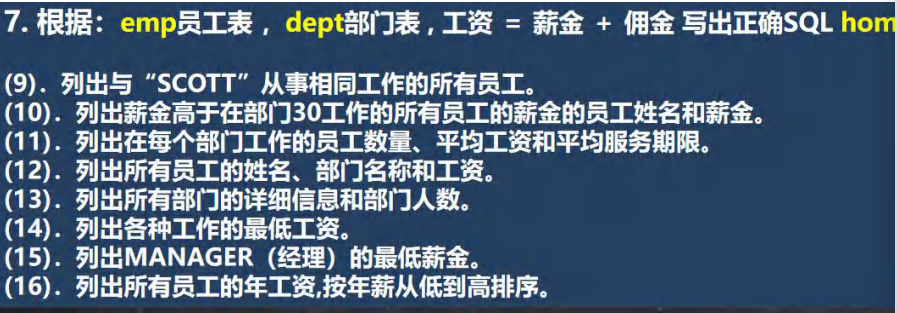 7. 根据：emp员工表 ，dept部门表 , 工资 = 薪金 + 佣金 写出正确SQL hom
(9). 列出与“SCOTT”从事相同工作的所有员工。
(10). 列出薪金高于在部门30工作的所有员工的薪金的员工姓名和薪金。
(11). 列出在每个部门工作的员工数量、平均工资和平均服务期限。
(12). 列出所有员工的姓名、部门名称和工资。
(13). 列出所有部门的详细信息和部门人数。
(14). 列出各种工作的最低工资。
(15). 列出MANAGER（经理）的最低薪金。
(16). 列出所有员工的年工资,按年薪从低到高排序。